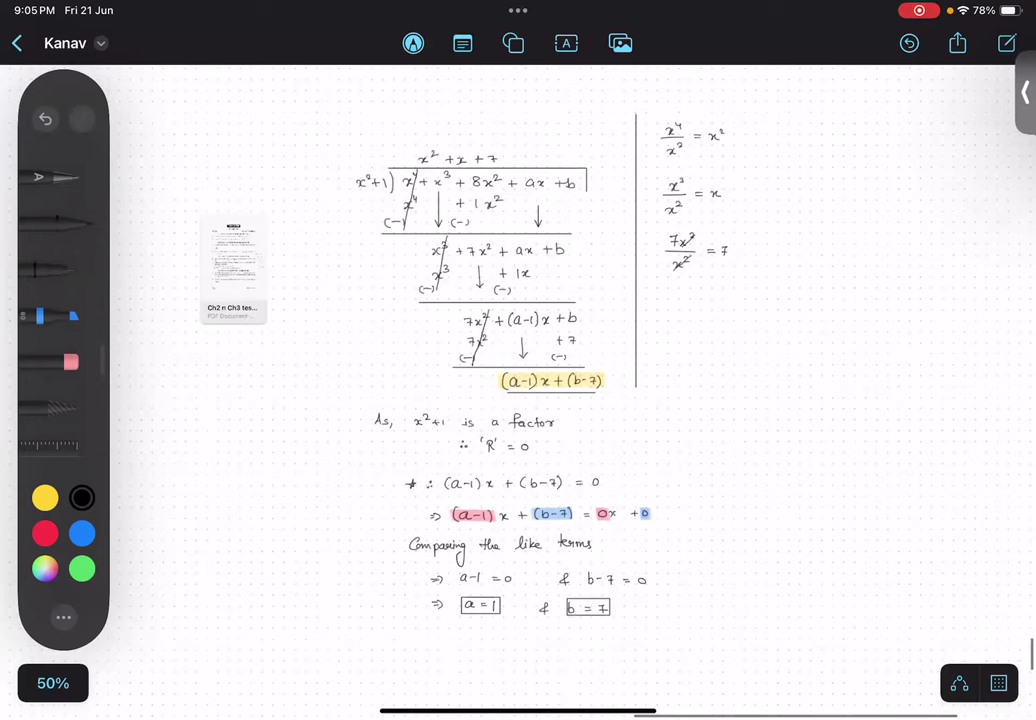 9:05 PM Fri 21 Jun
78%
Kanav
x² + x + 7
x²+1) x⁴ + x³ + 8x² + ax + b
x⁴ + 1x²
(-) (-)
x³ + 7x² + ax + b
x³ + 1x
(-) (-)
7x² + (a-1)x + b
7x² + 7
(-) (-)
(a-1)x + (b-7)
x⁴/x² = x²
x³/x² = x
7x²/x² = 7
Ch2 n Ch3 tes...
PDF Document
As, x²+1 is a factor
∴ 'R' = 0
* ∴ (a-1)x + (b-7) = 0
⇒ (a-1)x + (b-7) = 0x + 0
Comparing the like terms
⇒ a-1 = 0 & b-7 = 0
⇒ a = 1 & b = 7
50%